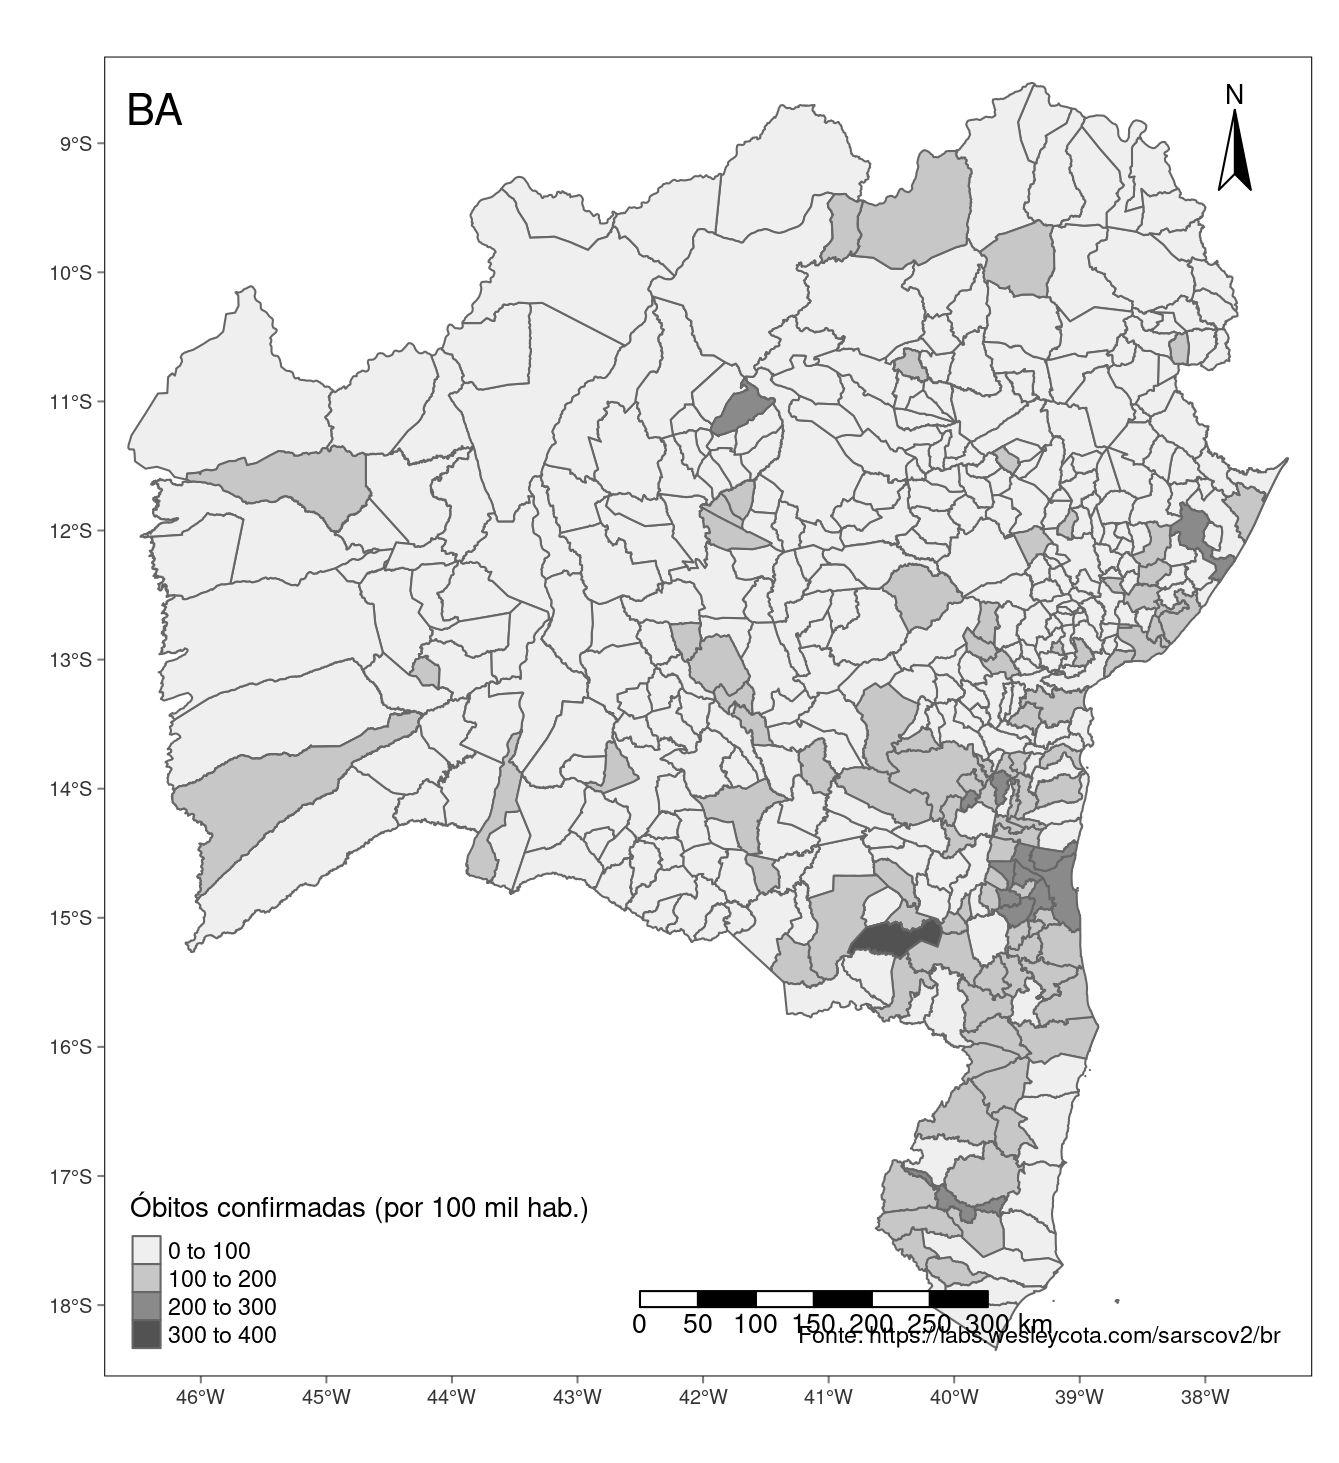 BA
N
9°S
10°S
11°S
12°S
13°S
14°S
15°S
16°S
17°S
18°S
Óbitos confirmadas (por 100 mil hab.)
0 to 100
100 to 200
200 to 300
300 to 400
0 50 100 150 200 250 300 km
Fonte: https://labs.wesleycota.com/sarscov2/br
46°W 45°W 44°W 43°W 42°W 41°W 40°W 39°W 38°W